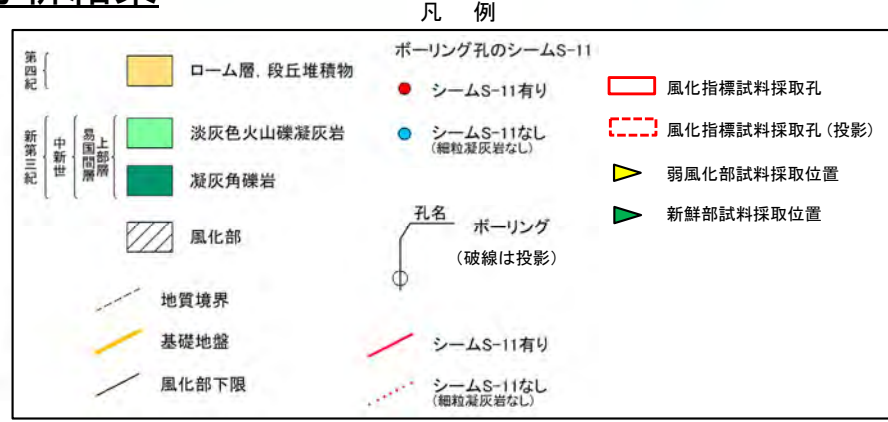 凡 例
第四紀
ローム層，段丘堆積物
新第三紀
中新世
易国間層
上部層
淡灰色火山礫凝灰岩
凝灰角礫岩
風化部
地質境界
基礎地盤
風化部下限
ボーリング孔のシームS-11
シームS-11有り
シームS-11なし
(細粒凝灰岩なし)
孔名
ボーリング
(破線は投影)
シームS-11有り
シームS-11なし
(細粒凝灰岩なし)
風化指標試料採取孔
風化指標試料採取孔(投影)
弱風化部試料採取位置
新鮮部試料採取位置